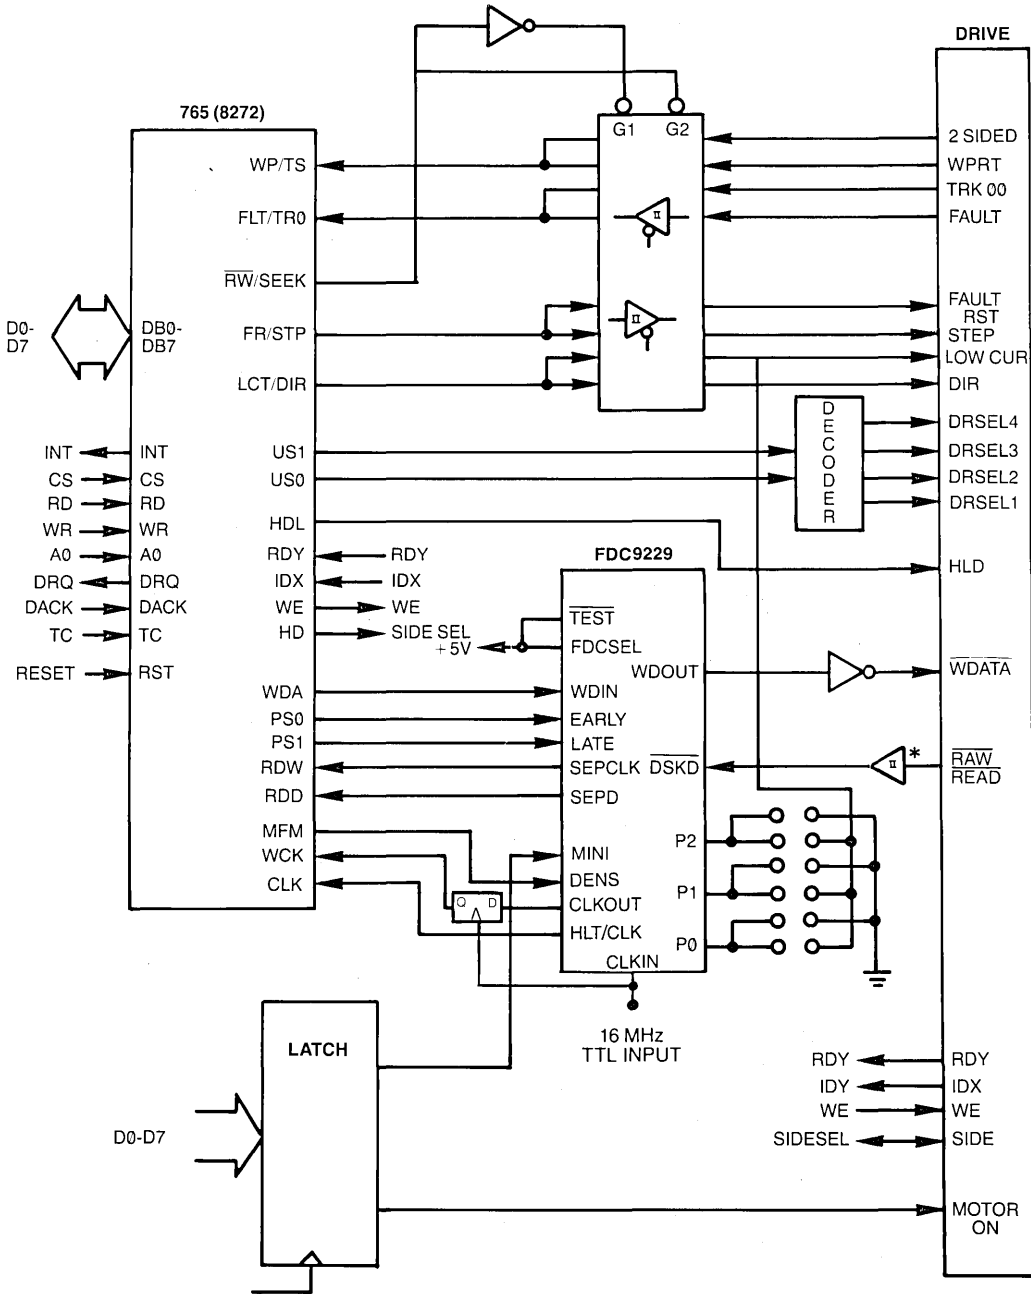 DRIVE
765 (8272)
G1 G2
WP/TS
FLT/TR0
RW/SEEK
FR/STP
LCT/DIR
II
II
2 SIDED
WPRT
TRK 00
FAULT
FAULT
RST
STEP
LOW CUR
DIR
D0-
D7
DB0-
DB7
DECODER
DRSEL4
DRSEL3
DRSEL2
DRSEL1
INT INT US1
CS CS US0
RD RD
WR WR HDL
A0 A0 RDY RDY
DRQ DRQ IDX IDX
DACK DACK WE WE
TC TC HD SIDE SEL
RESET RST
HLD
FDC9229
TEST
+5V FDCSEL
WDOUT WDATA
WDA WDIN
PS0 EARLY
PS1 LATE
RDW SEPCLK DSKD
RDD SEPD
II *
RAW
READ
MFM MINI P2
WCK DENS P1
CLK Q D CLKOUT
HLT/CLK P0
CLKIN
16 MHz
TTL INPUT
LATCH
D0-D7
RDY RDY
IDY IDX
WE WE
SIDESEL SIDE
MOTOR
ON